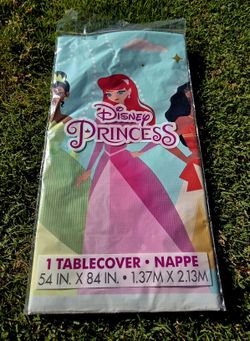 Disney
PRINCESS
1 TABLECOVER • NAPPE
54 IN. X 84 IN. • 1.37M X 2.13M